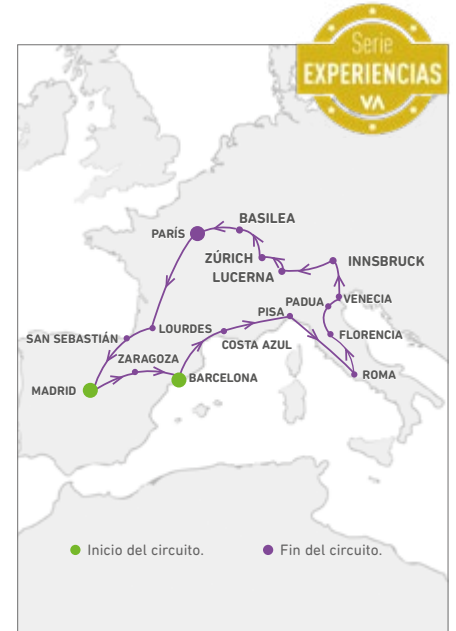 Serie
EXPERIENCIAS
VA
BASILEA
PARÍS
ZÚRICH
INNSBRUCK
LUCERNA
PADUA
VENECIA
PISA
LOURDES
FLORENCIA
SAN SEBASTIÁN
COSTA AZUL
ZARAGOZA
ROMA
BARCELONA
MADRID
Inicio del circuito.
Fin del circuito.